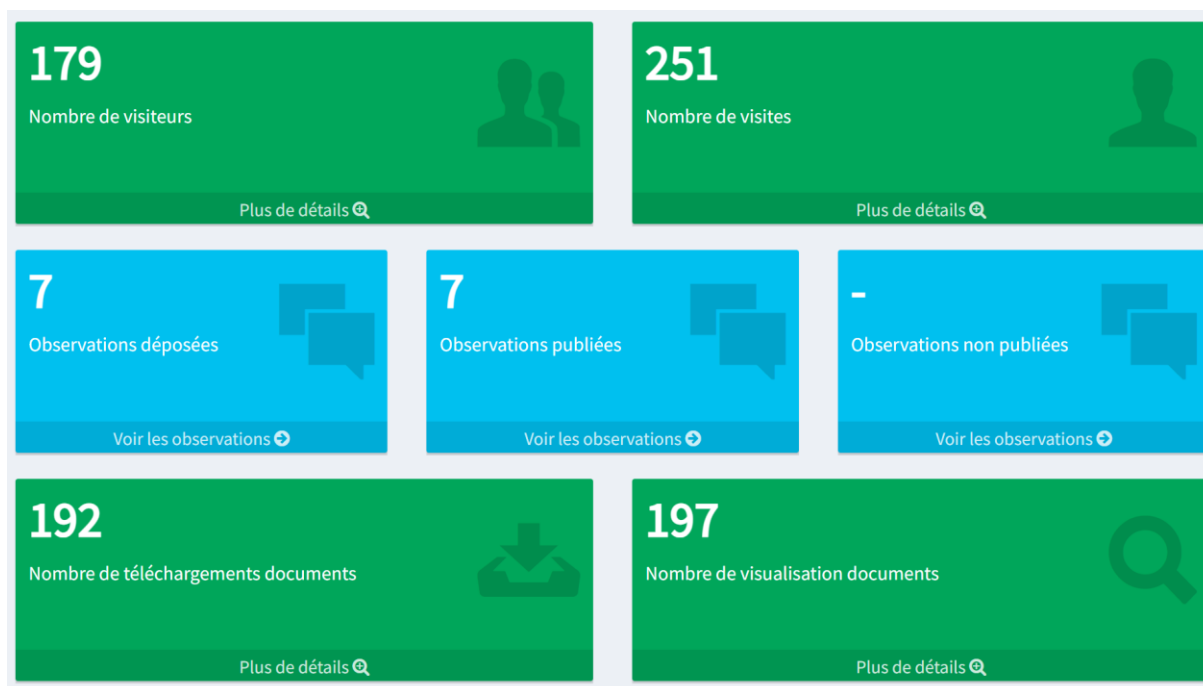 179
Nombre de visiteurs
Plus de détails
251
Nombre de visites
Plus de détails
7
Observations déposées
Voir les observations
7
Observations publiées
Voir les observations
-
Observations non publiées
Voir les observations
192
Nombre de téléchargements documents
Plus de détails
197
Nombre de visualisation documents
Plus de détails